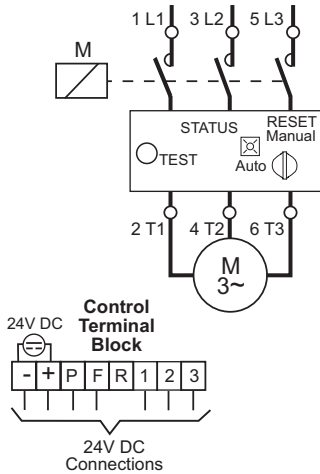 1 L1 3 L2 5 L3
M
STATUS
RESET
Manual
TEST
Auto
2 T1 4 T2 6 T3
M
3~
Control
Terminal
Block
24V DC
- + P F R 1 2 3
24V DC
Connections